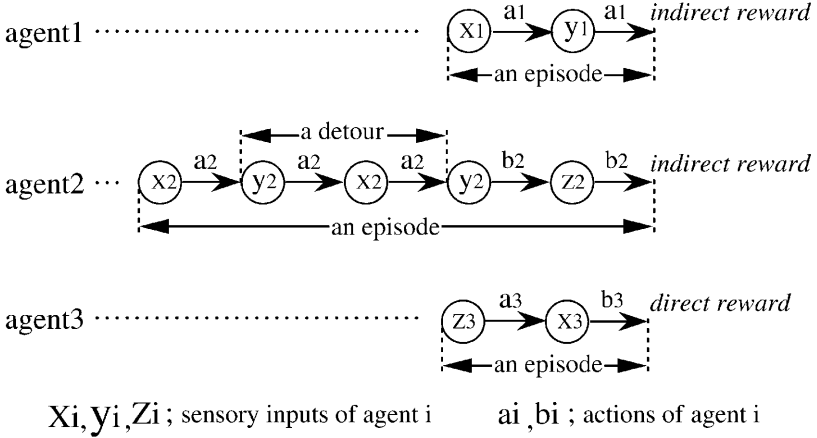 agent1 ········ x1 a1 y1 a1 indirect reward
an episode
a detour
agent2 ··· x2 a2 y2 a2 x2 a2 y2 b2 z2 b2 indirect reward
an episode
agent3 ········ z3 a3 x3 b3 direct reward
an episode
xi,yi,zi ; sensory inputs of agent i ai ,bi ; actions of agent i